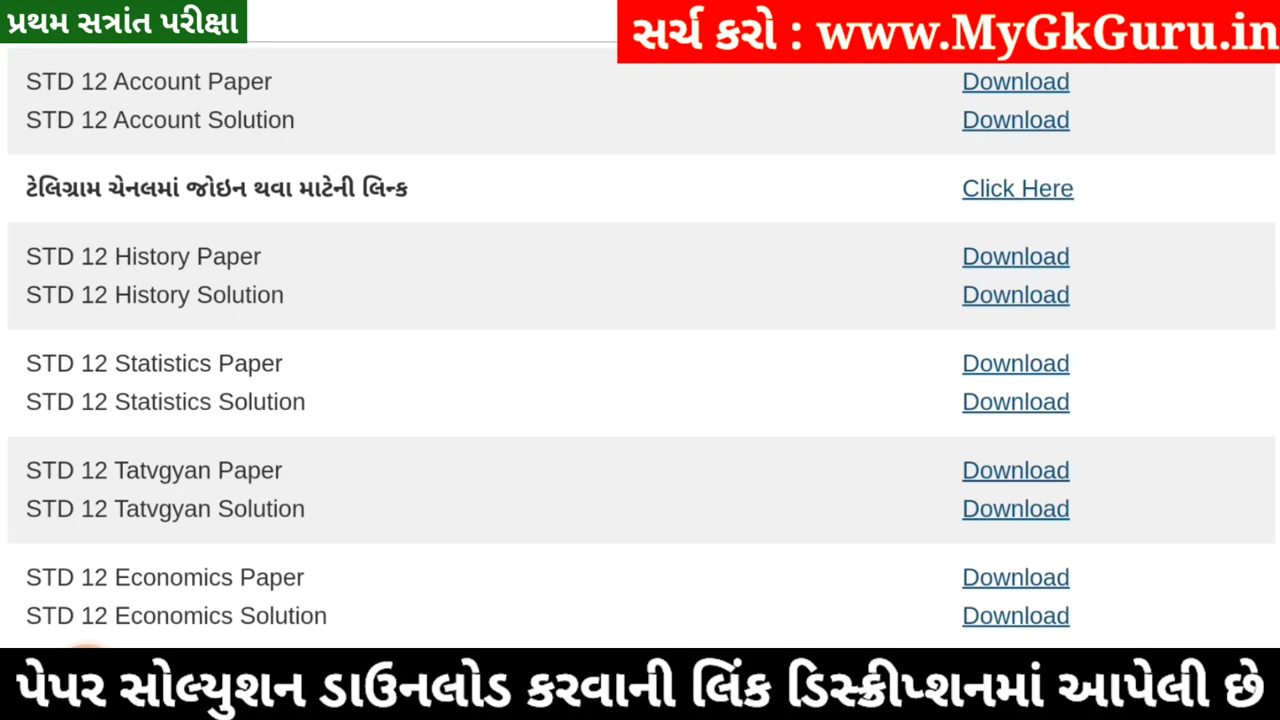 પ્રથમ સત્રાંત પરીક્ષા
સર્ચ કરો : www.MyGkGuru.in
STD 12 Account Paper Download
STD 12 Account Solution Download
ટેલિગ્રામ ચેનલમાં જોઇન થવા માટેની લિન્ક Click Here
STD 12 History Paper Download
STD 12 History Solution Download
STD 12 Statistics Paper Download
STD 12 Statistics Solution Download
STD 12 Tatvgyan Paper Download
STD 12 Tatvgyan Solution Download
STD 12 Economics Paper Download
STD 12 Economics Solution Download
પેપર સોલ્યુશન ડાઉનલોડ કરવાની લિંક ડિસ્ક્રીપ્શનમાં આપેલી છે